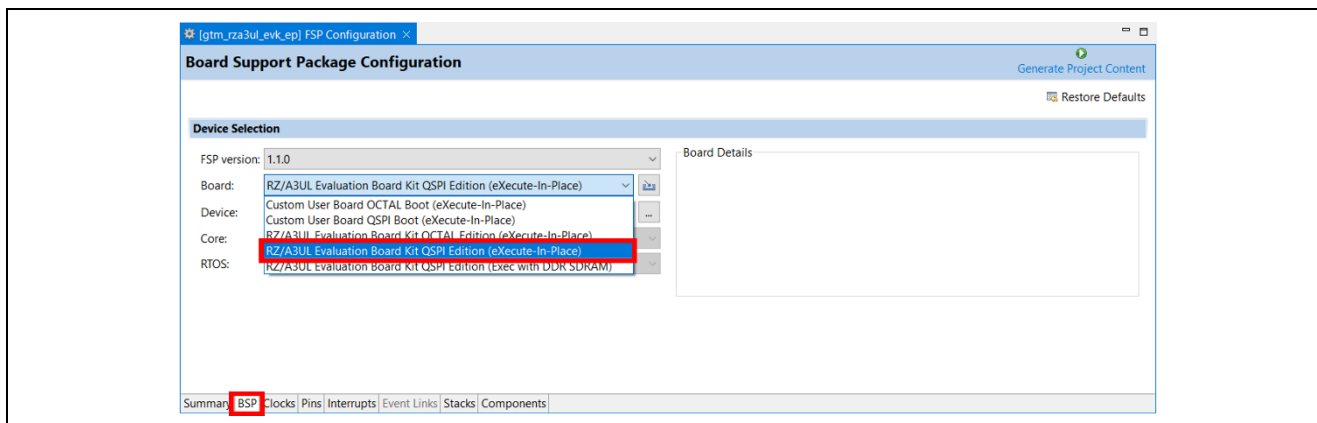 [gtm_rza3ul_evk_ep] FSP Configuration
Board Support Package Configuration
Generate Project Content
Restore Defaults
Device Selection
FSP version: 1.1.0
Board Details
Board: RZ/A3UL Evaluation Board Kit QSPI Edition (eXecute-In-Place)
Device: ...
Custom User Board OCTAL Boot (eXecute-In-Place)
Custom User Board QSPI Boot (eXecute-In-Place)
Core:
RZ/A3UL Evaluation Board Kit OCTAL Edition (eXecute-In-Place)
RZ/A3UL Evaluation Board Kit QSPI Edition (eXecute-In-Place)
RTOS:
RZ/A3UL Evaluation Board Kit QSPI Edition (Exec with DDR SDRAM)
Summary BSP Clocks Pins Interrupts Event Links Stacks Components